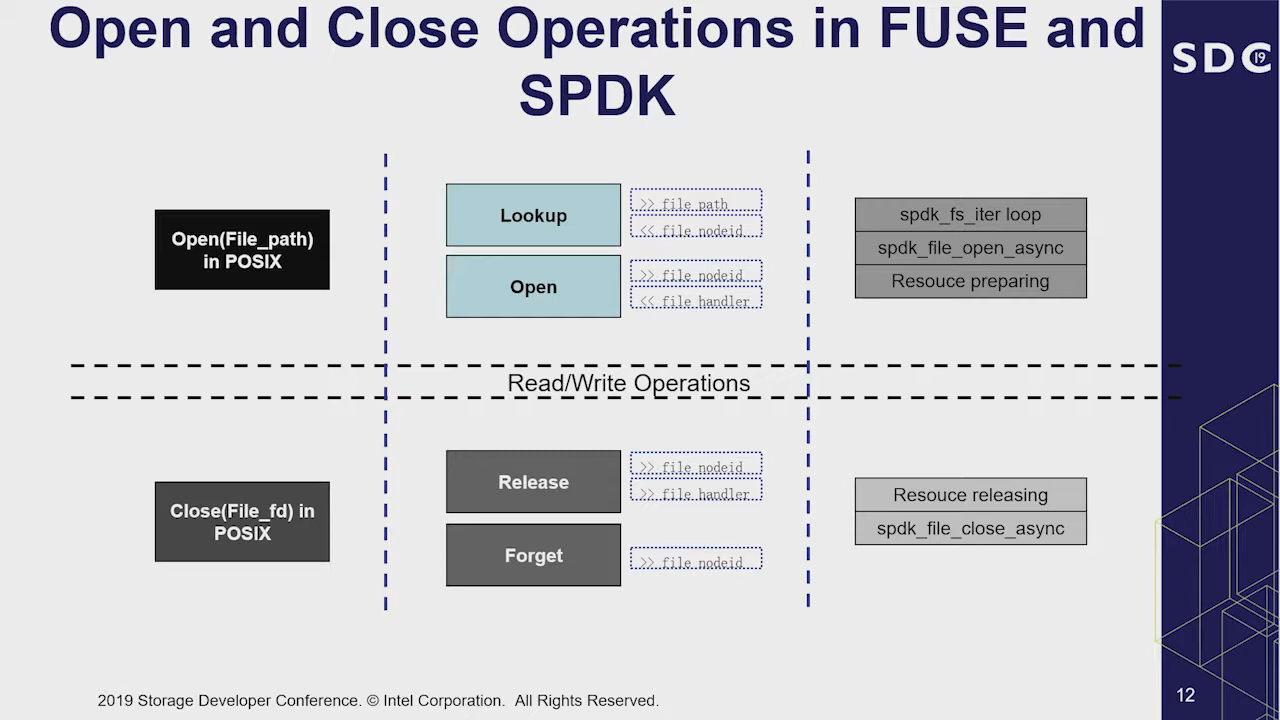 Open and Close Operations in FUSE and
SPDK
SDC 19
Open(File_path)
in POSIX
Lookup
>> file path
<< file nodeid
Open
>> file nodeid
<< file handler
spdk_fs_iter loop
spdk_file_open_async
Resouce preparing
Read/Write Operations
Close(File_fd) in
POSIX
Release
>> file nodeid
>> file handler
Forget
>> file nodeid
Resouce releasing
spdk_file_close_async
2019 Storage Developer Conference. © Intel Corporation. All Rights Reserved.
12